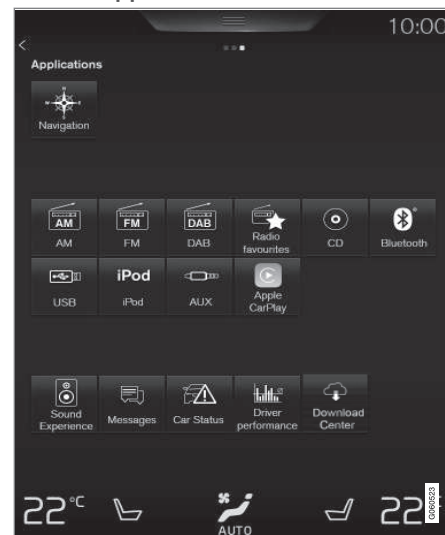 10:00
Applications
Navigation
AM FM DAB
AM FM DAB Radio favourites CD Bluetooth
iPod
USB iPod AUX Apple CarPlay
Sound Experience Messages Car Status Driver performance Download Center
22°C AUTO 22
G060523